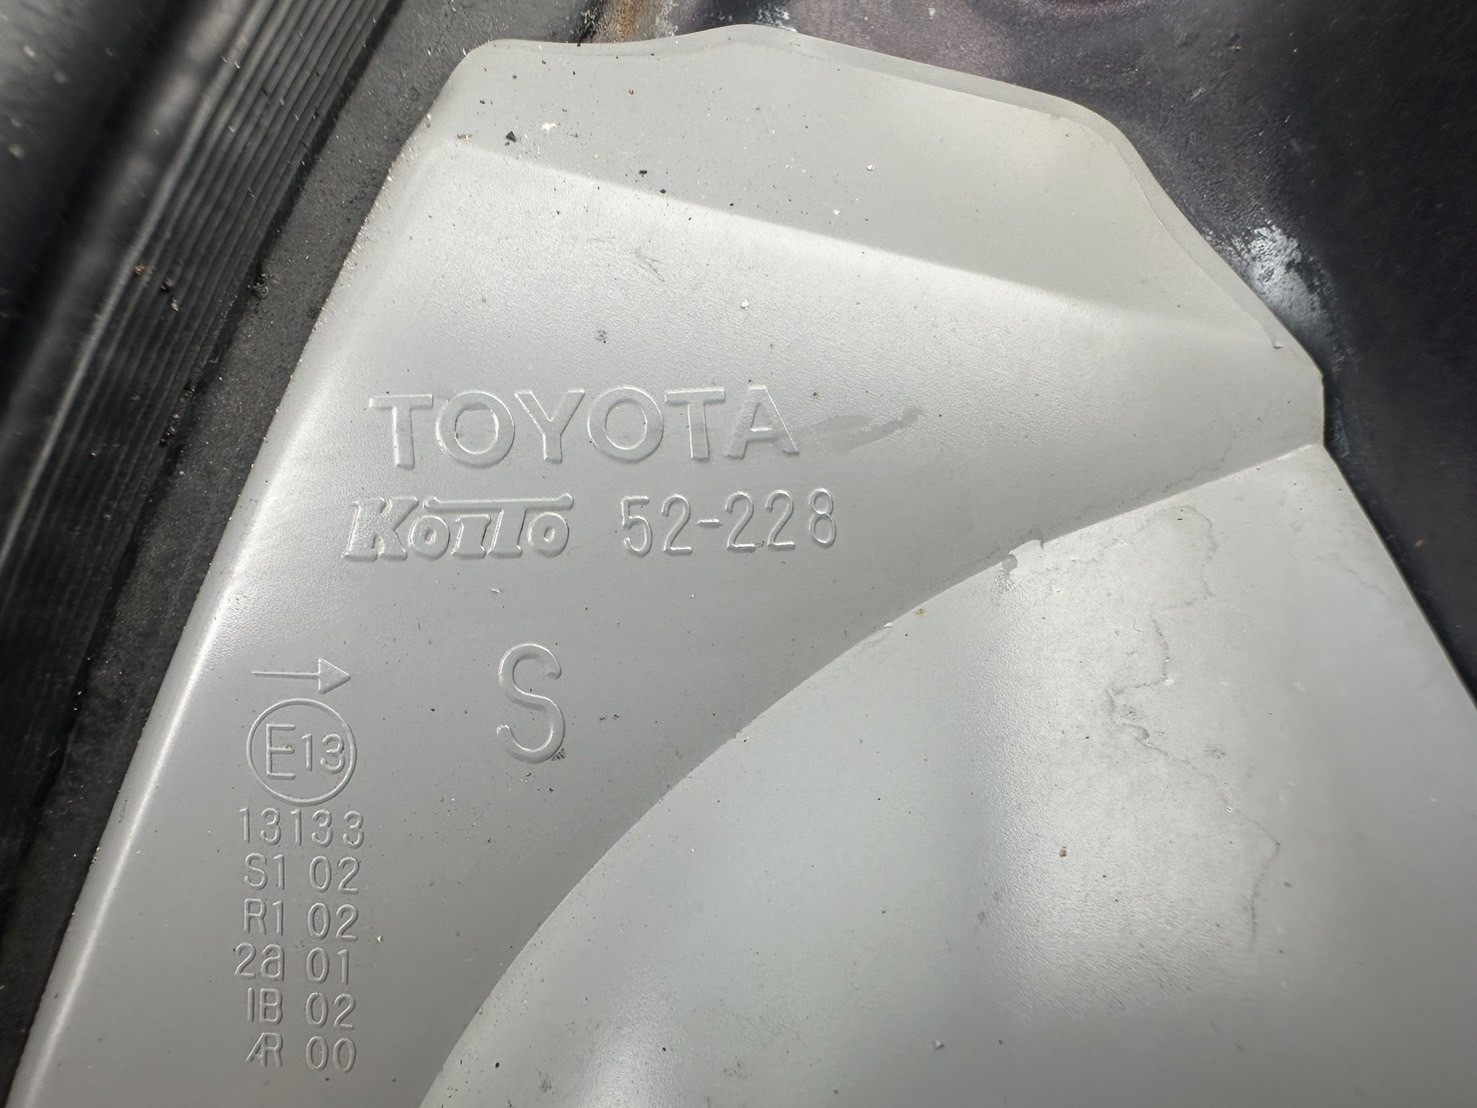 TOYOTA
KOITO 52-228
S
→
E13
13133
S1 02
R1 02
2a 01
IB 02
AR 00